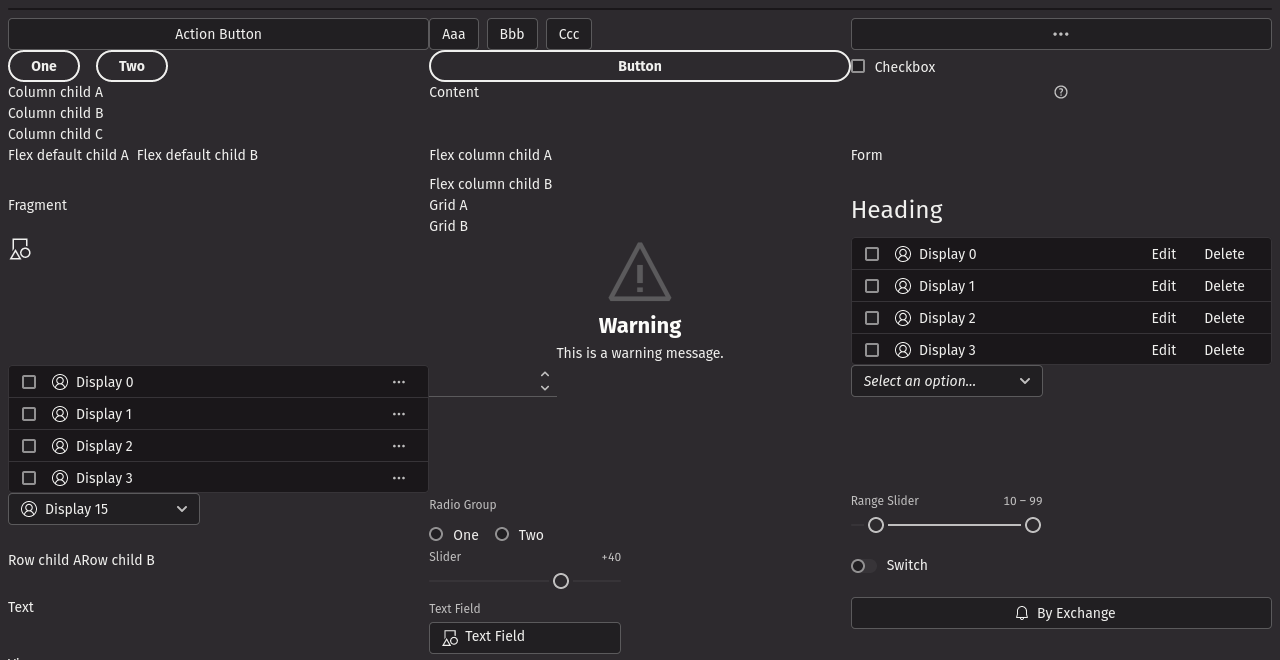 Action Button
Aaa Bbb Ccc
One Two
Button
Checkbox
Column child A
Column child B
Column child C
Content
Flex default child A Flex default child B
Flex column child A
Flex column child B
Form
Fragment
Grid A
Grid B
Heading
Warning
This is a warning message.
Display 0 Edit Delete
Display 1 Edit Delete
Display 2 Edit Delete
Display 3 Edit Delete
Display 0
Display 1
Display 2
Display 3
Select an option...
Display 15
Radio Group
One Two
Range Slider 10 – 99
Row child ARow child B
Slider +40
Switch
Text
Text Field
Text Field
By Exchange